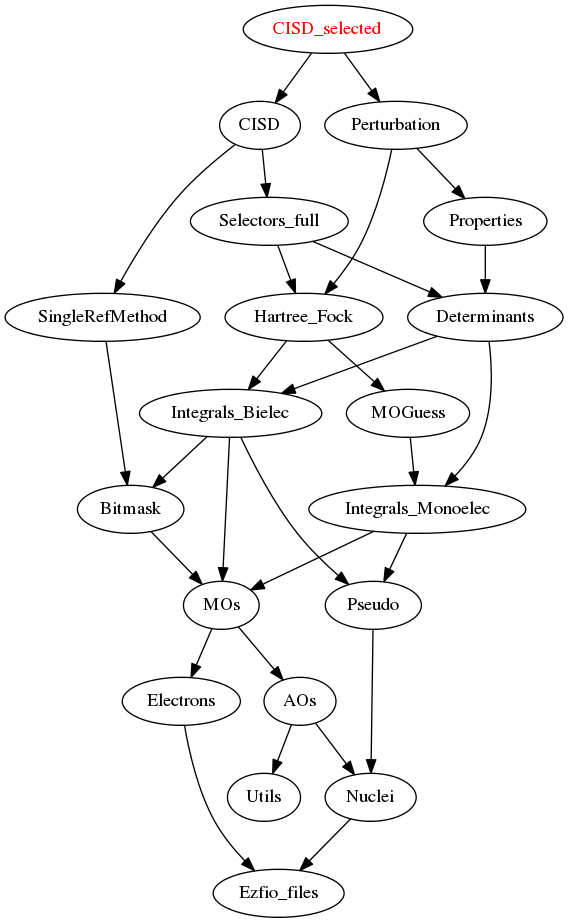 CISD_selected
CISD
Perturbation
Selectors_full
Properties
SingleRefMethod
Hartree_Fock
Determinants
Integrals_Bielec
MOGuess
Bitmask
Integrals_Monoelec
MOs
Pseudo
Electrons
AOs
Utils
Nuclei
Ezfio_files